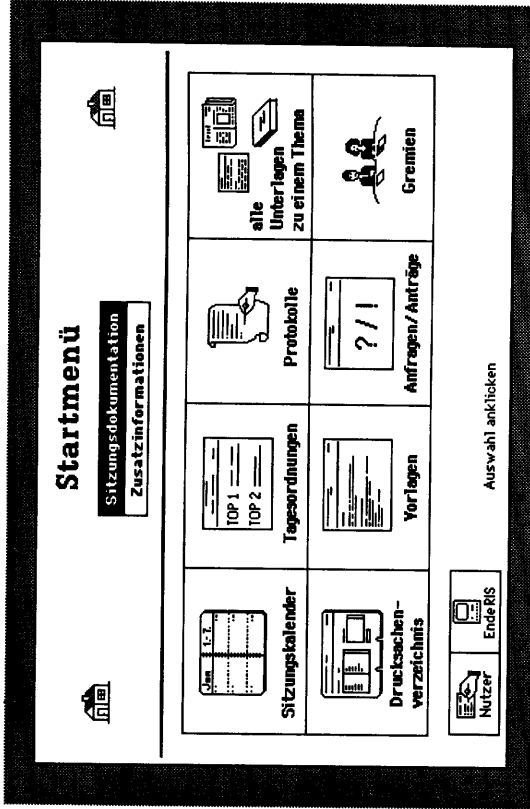 Startmenü
Sitzungsdokumentation
Zusatzinformationen
Jan 1.-7.
Sitzungskalender
TOP 1
TOP 2
Tagesordnungen
Protokolle
alle
Unterlagen
zu einem Thema
Drucksachen-
verzeichnis
Vorlagen
? / !
Anfragen/Anträge
Gremien
Nutzer
Ende RIS
Auswahl anklicken